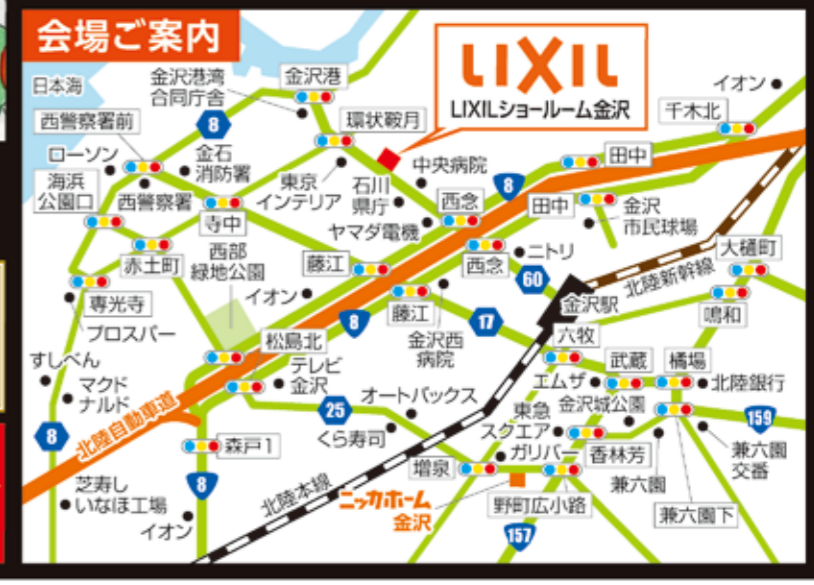 会場ご案内
LIXIL
LIXILショールーム金沢
日本海
金沢港湾
合同庁舎
金沢港
イオン
千木北
西警察署前
8
環状鞍月
ローソン
金石
消防署
中央病院
田中
海浜
公園口
西警察署
東京
インテリア
石川
県庁
8
西念
田中
金沢
市民球場
寺中
ヤマダ電機
赤土町
西部
緑地公園
藤江
西念
ニトリ
大樋町
60
北陸新幹線
専光寺
イオン
藤江
金沢駅
鳴和
プロスパー
8
17
金沢西
病院
六枚
松島北
すしべん
テレビ
金沢
武蔵
橋場
マクド
ナルド
エムザ
北陸銀行
オートバックス
金沢城公園
25
東急
スクエア
159
8
北陸自動車道
くら寿司
ガリバー
香林芳
兼六園
兼六園
交番
森戸1
増泉
8
芝寿し
いなほ工場
北陸本線
ニッカホーム
金沢
野町広小路
兼六園下
イオン
157